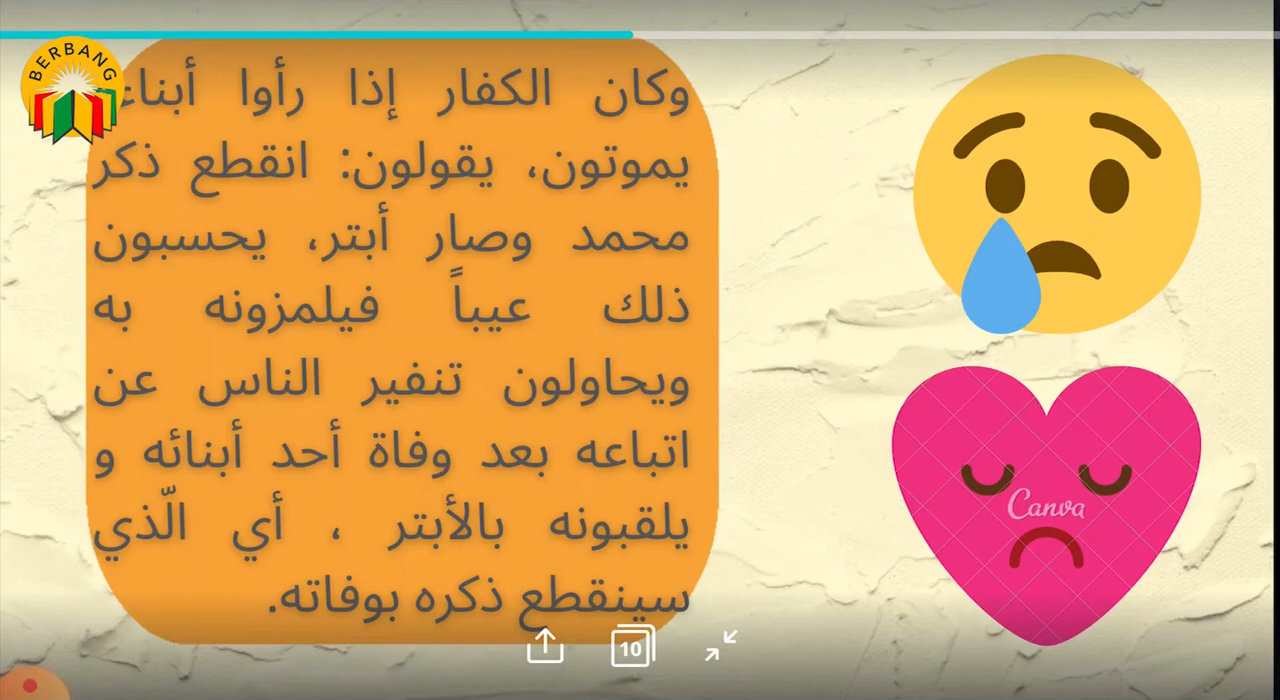 BERBANG
وكان الكفار إذا رأوا أبناء
يموتون، يقولون: انقطع ذكر
محمد وصار أبتر، يحسبون
ذلك عيباً فيلمزونه به
ويحاولون تنفير الناس عن
اتباعه بعد وفاة أحد أبنائه و
يلقبونه بالأبتر ، أي الّذي
سينقطع ذكره بوفاته.
Canva
10